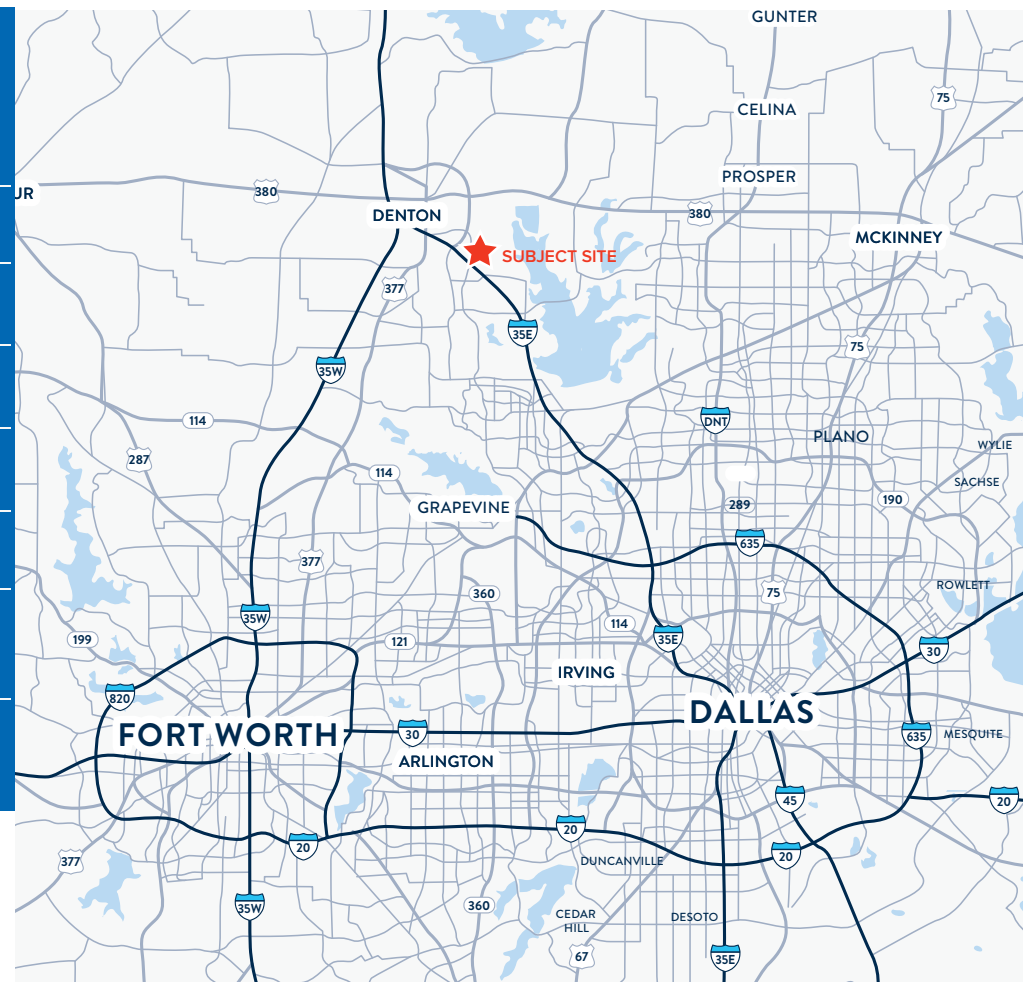 GUNTER
75
CELINA
PROSPER
380
UR
380
DENTON
MCKINNEY
SUBJECT SITE
377
35E
75
35W
114
DNT
PLANO
WYLIE
287
114
SACHSE
190
289
GRAPEVINE
635
377
ROWLETT
360
75
35W
114
199
121
35E
30
IRVING
820
DALLAS
FORT WORTH
30
635
MESQUITE
ARLINGTON
45
20
20
20
20
377
DUNCANVILLE
35W
360
CEDAR
HILL
DESOTO
67
35E